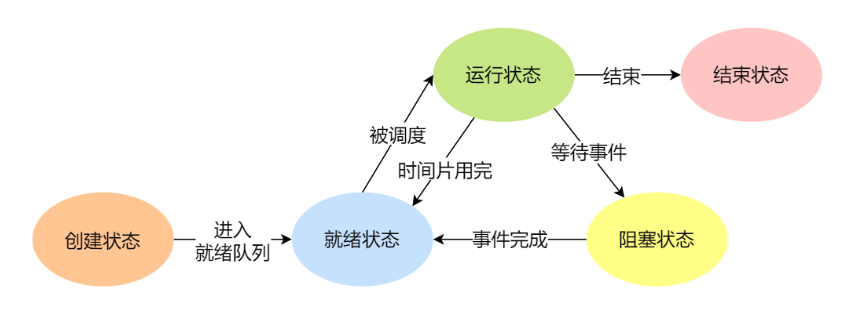 运行状态
结束
结束状态
被调度
等待事件
时间片用完
创建状态
进入
就绪队列
就绪状态
事件完成
阻塞状态